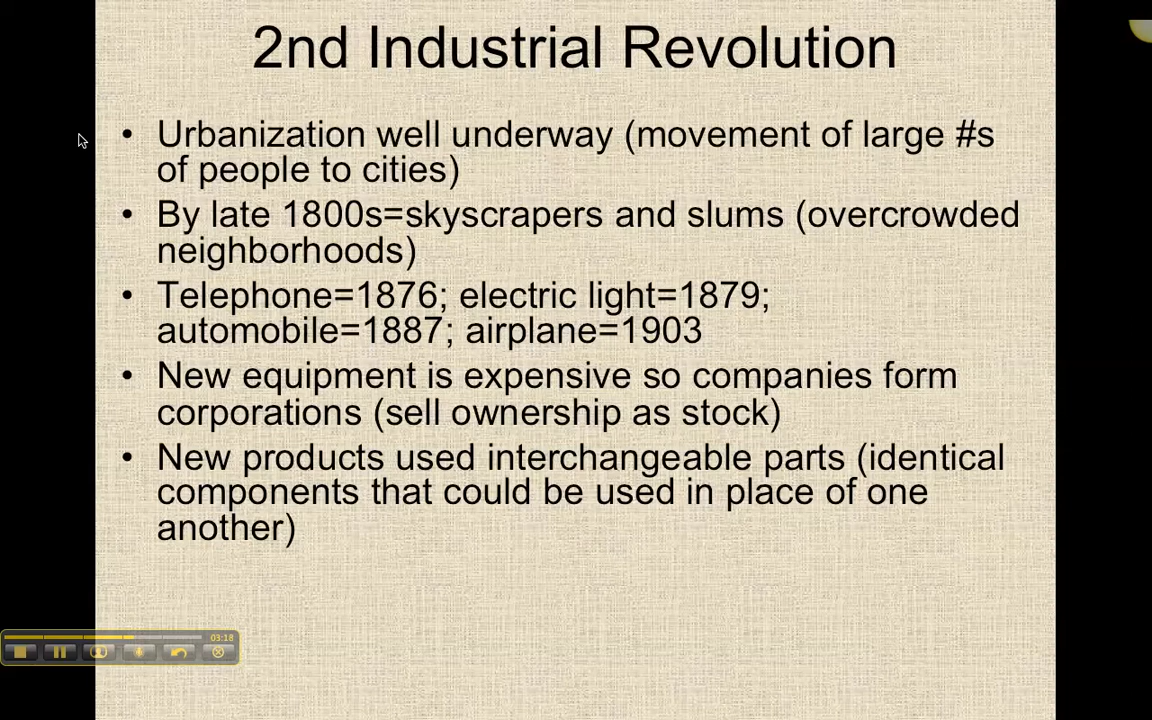 2nd Industrial Revolution
• Urbanization well underway (movement of large #s
of people to cities)
• By late 1800s=skyscrapers and slums (overcrowded
neighborhoods)
• Telephone=1876; electric light=1879;
automobile=1887; airplane=1903
• New equipment is expensive so companies form
corporations (sell ownership as stock)
• New products used interchangeable parts (identical
components that could be used in place of one
another)
03:18